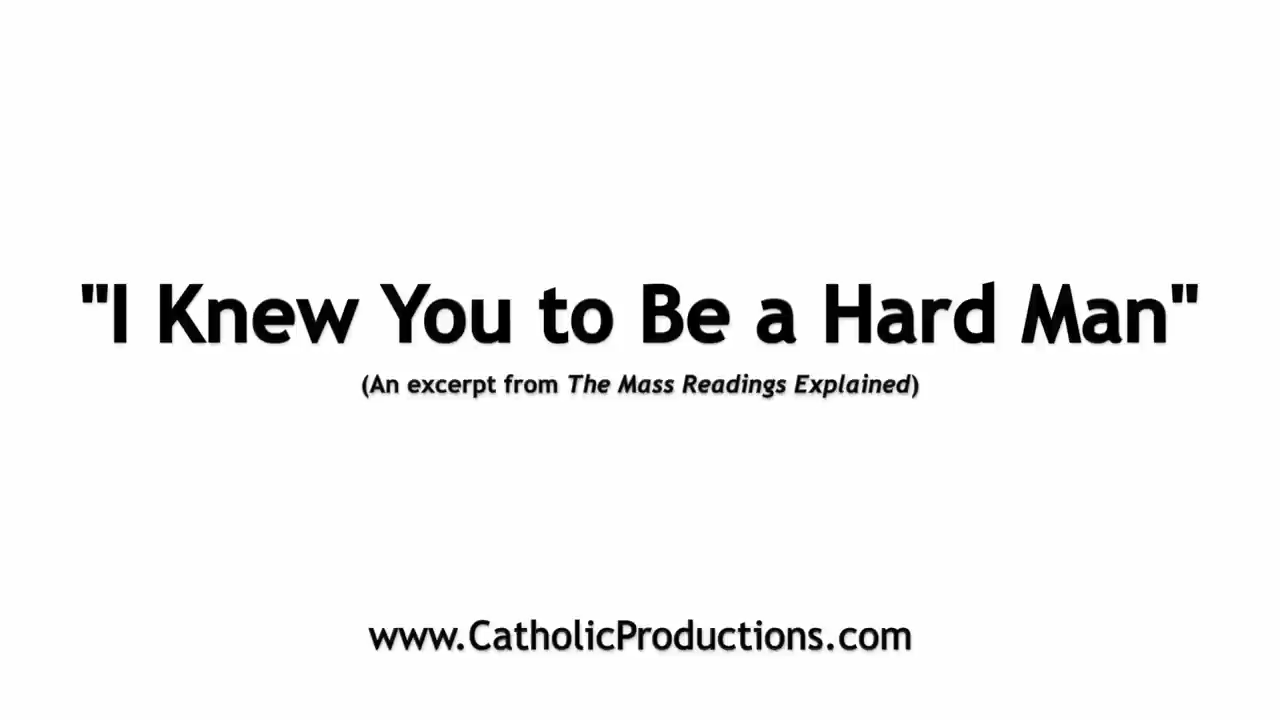 "I Knew You to Be a Hard Man"
(An excerpt from The Mass Readings Explained)
www.CatholicProductions.com